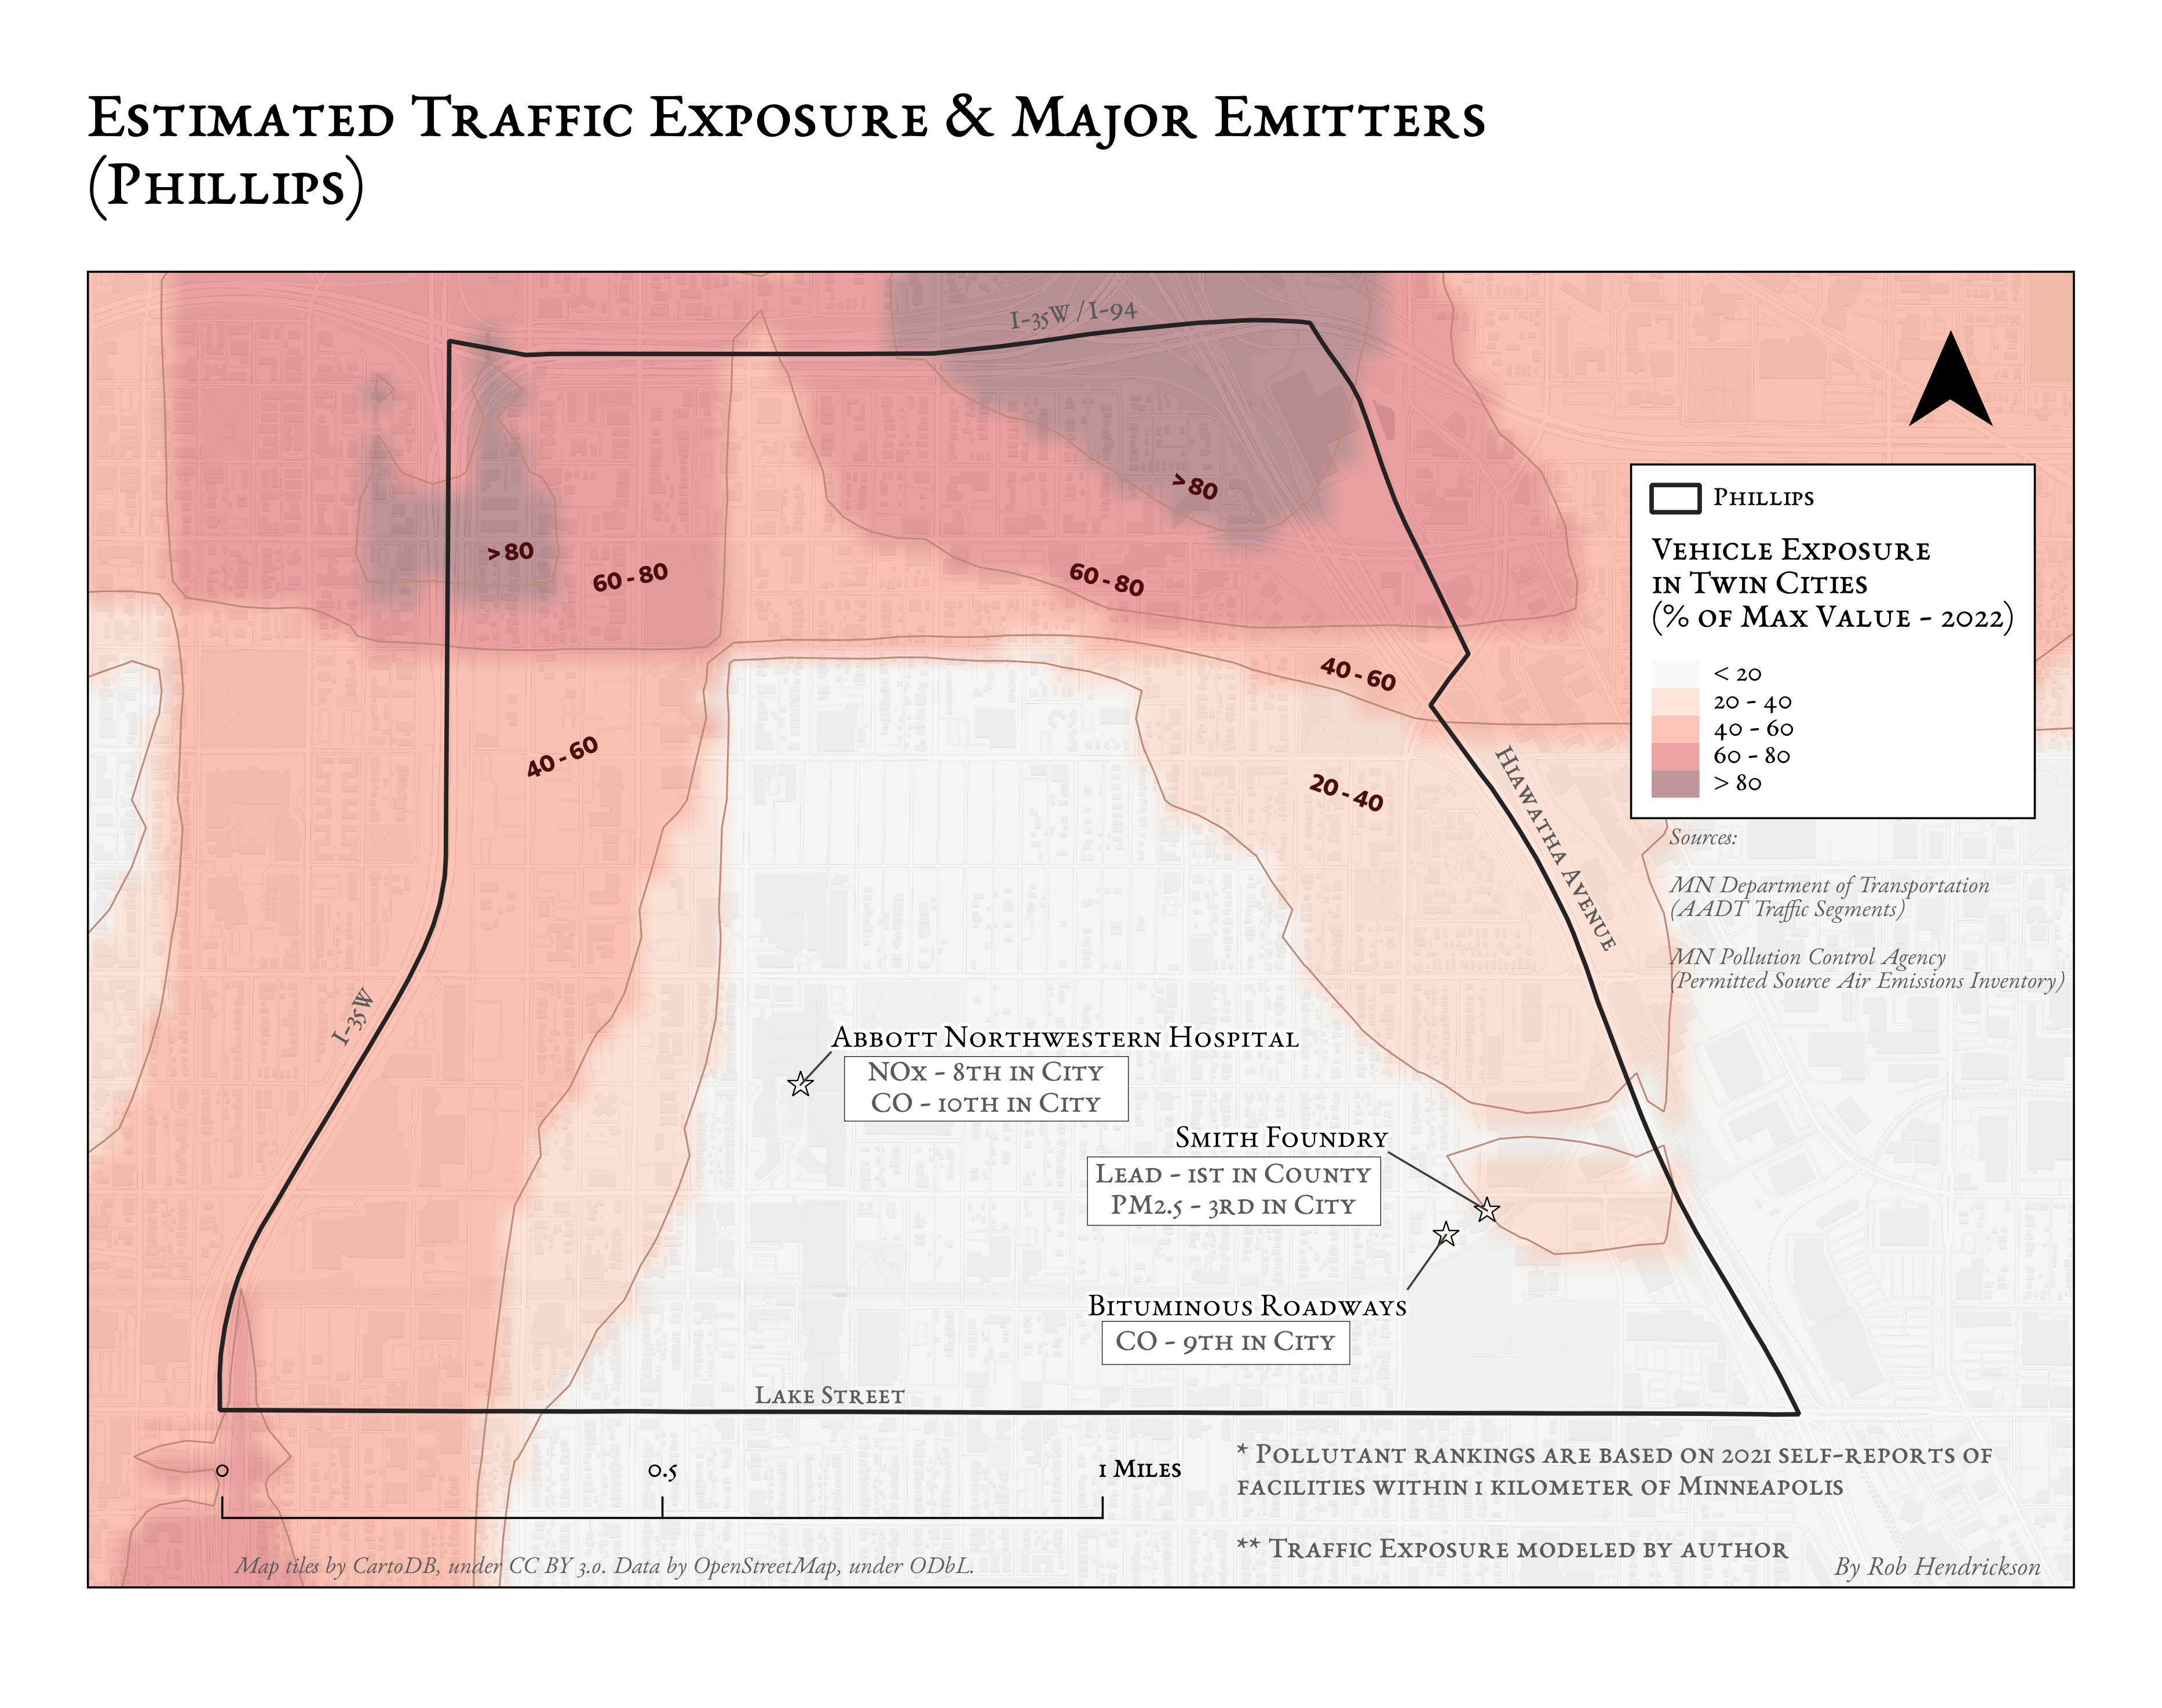 Estimated Traffic Exposure & Major Emitters
(Phillips)
I-35W / I-94
>80
>80
60-80
60-80
40-60
40-60
20-40
Phillips
Vehicle Exposure
in Twin Cities
(% of Max Value - 2022)
< 20
20 - 40
40 - 60
60 - 80
> 80
Hiawatha Avenue
Sources:
MN Department of Transportation
(AADT Traffic Segments)
MN Pollution Control Agency
(Permitted Source Air Emissions Inventory)
I-35W
Abbott Northwestern Hospital
NOx - 8th in City
CO - 10th in City
Smith Foundry
Lead - 1st in County
PM2.5 - 3rd in City
Bituminous Roadways
CO - 9th in City
Lake Street
0 0.5 1 Miles
* Pollutant rankings are based on 2021 self-reports of
facilities within 1 kilometer of Minneapolis
** Traffic Exposure modeled by author
Map tiles by CartoDB, under CC BY 3.0. Data by OpenStreetMap, under ODbL.
By Rob Hendrickson